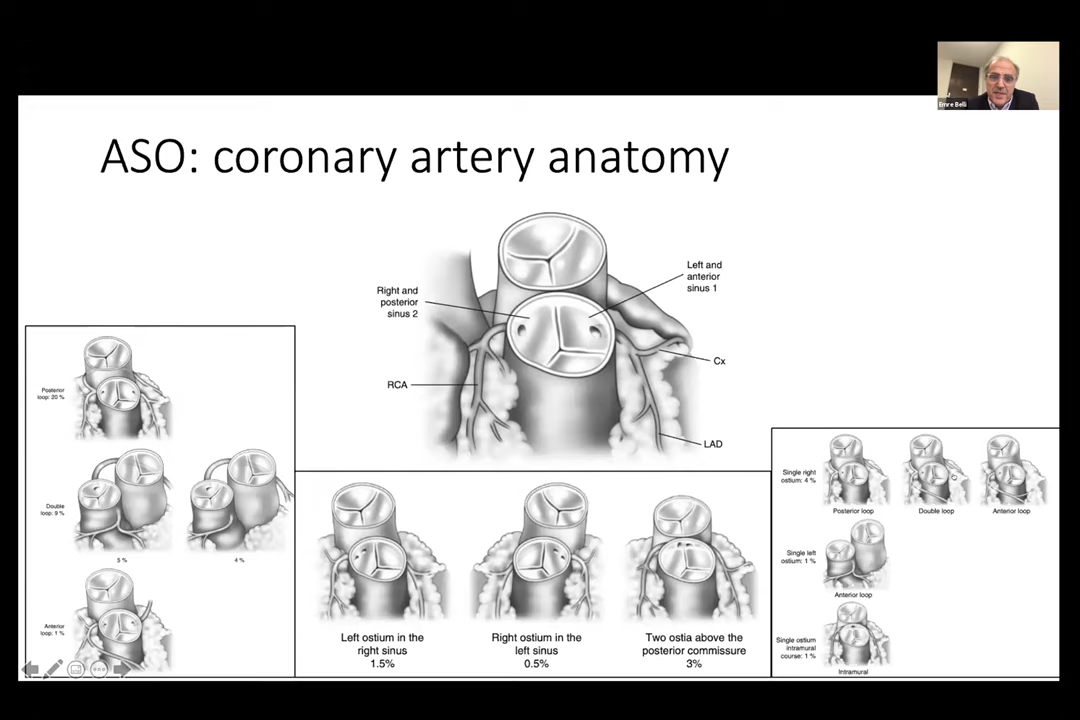 Emre Belli
ASO: coronary artery anatomy
Left and
anterior
sinus 1
Right and
posterior
sinus 2
Cx
RCA
LAD
Posterior
loop: 20 %
Double
loop: 9 %
5 %
4 %
Anterior
loop: 1 %
Left ostium in the
right sinus
1.5%
Right ostium in the
left sinus
0.5%
Two ostia above the
posterior commissure
3%
Single right
ostium: 4 %
Posterior loop
Double loop
Anterior loop
Single left
ostium: 1 %
Anterior loop
Single ostium
intramural
course: 1 %
Intramural